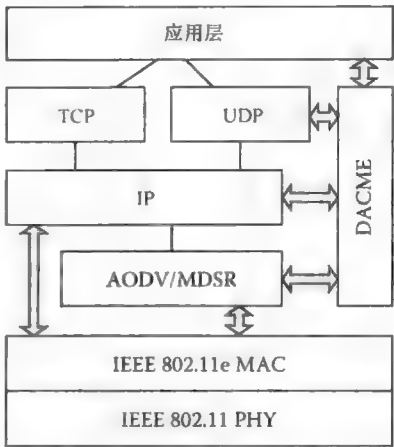 应用层
TCP
UDP
DACME
IP
AODV/MDSR
IEEE 802.11e MAC
IEEE 802.11 PHY